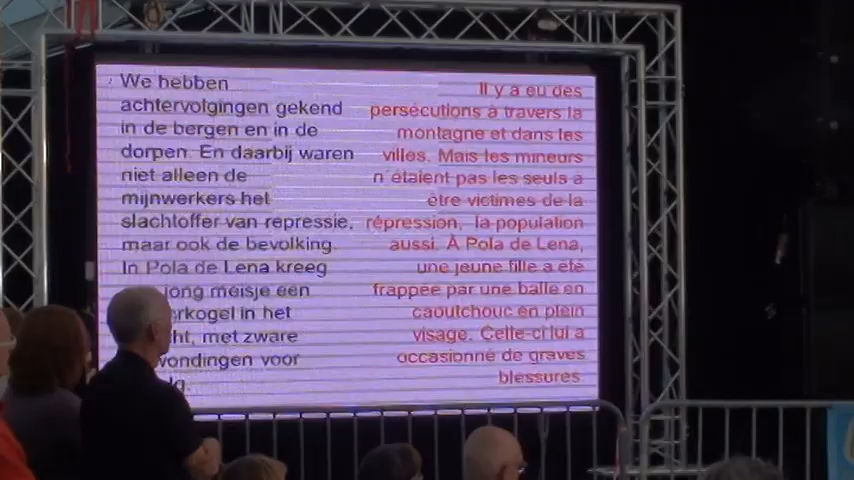 We hebben
achtervolgingen gekend
in de bergen en in de
dorpen. En daarbij waren
niet alleen de
mijnwerkers het
slachtoffer van repressie,
maar ook de bevolking.
In Pola de Lena kreeg
jong meisje een
in het
met zware
voor
Il y a eu des
persécutions à travers la
montagne et dans les
villes. Mais les mineurs
n'étaient pas les seuls à
être victimes de la
répression, la population
aussi. À Pola de Lena,
une jeune fille a été
frappée par une balle en
caoutchouc en plein
visage. Celle-ci lui a
occasionné de graves
blessures